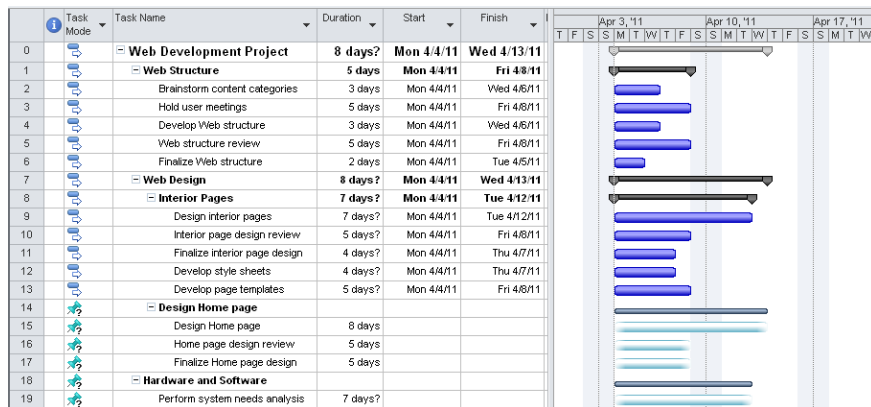 Task Mode Task Name Duration Start Finish Apr 3, '11 Apr 10, '11 Apr 17, '11
T F S S M T W T F S S M T W T F S S M T W
0 Web Development Project 8 days? Mon 4/4/11 Wed 4/13/11
1 Web Structure 5 days Mon 4/4/11 Fri 4/8/11
2 Brainstorm content categories 3 days Mon 4/4/11 Wed 4/6/11
3 Hold user meetings 5 days Mon 4/4/11 Fri 4/8/11
4 Develop Web structure 3 days Mon 4/4/11 Wed 4/6/11
5 Web structure review 5 days Mon 4/4/11 Fri 4/8/11
6 Finalize Web structure 2 days Mon 4/4/11 Tue 4/5/11
7 Web Design 8 days? Mon 4/4/11 Wed 4/13/11
8 Interior Pages 7 days? Mon 4/4/11 Tue 4/12/11
9 Design interior pages 7 days? Mon 4/4/11 Tue 4/12/11
10 Interior page design review 5 days? Mon 4/4/11 Fri 4/8/11
11 Finalize interior page design 4 days? Mon 4/4/11 Thu 4/7/11
12 Develop style sheets 4 days? Mon 4/4/11 Thu 4/7/11
13 Develop page templates 5 days? Mon 4/4/11 Fri 4/8/11
14 Design Home page
15 Design Home page 8 days
16 Home page design review 5 days
17 Finalize Home page design 5 days
18 Hardware and Software
19 Perform system needs analysis 7 days?